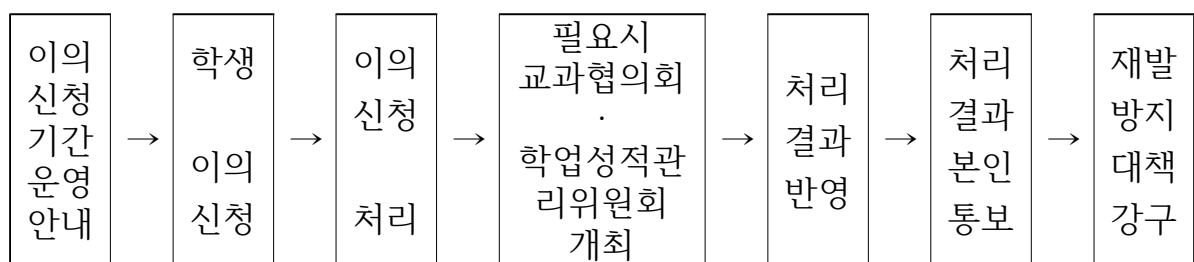 이의
신청
기간
운영
안내
→
학생
이의
신청
→
이의
신청
처리
→
필요시
교과협의회
·
학업성적관
리위원회
개최
→
처리
결과
반영
→
처리
결과
본인
통보
→
재발
방지
대책
강구